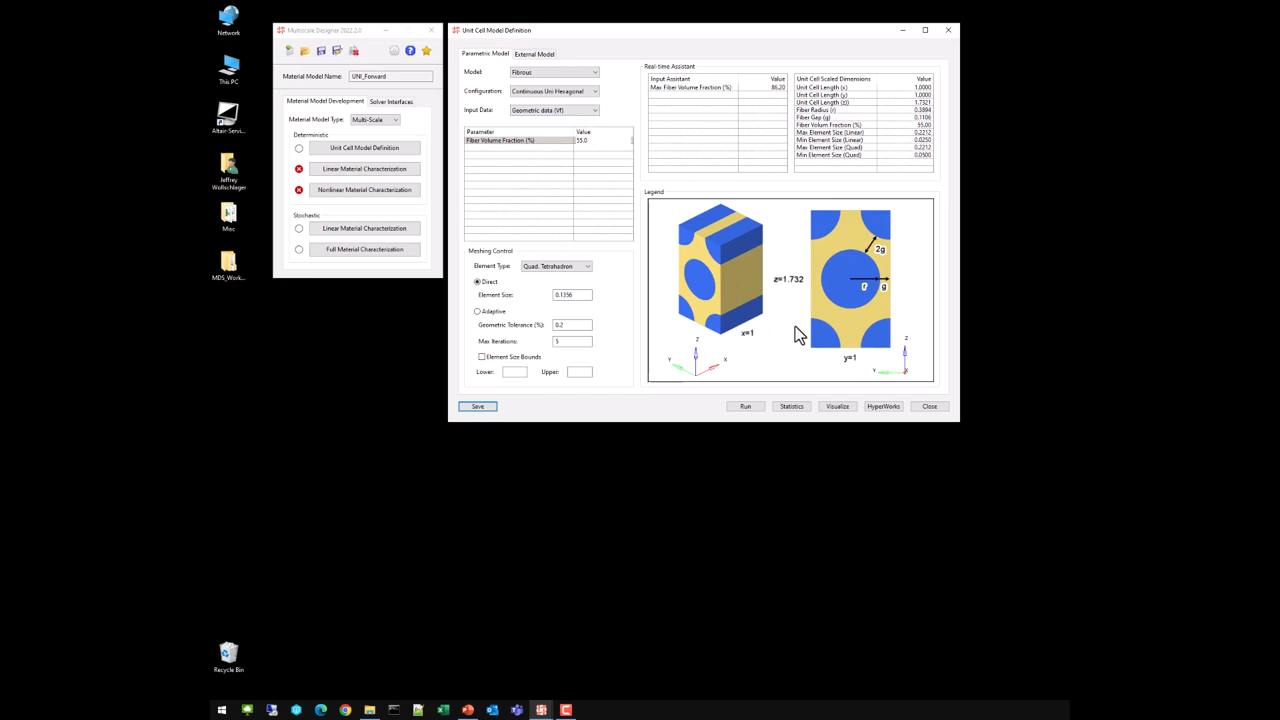 Network
This PC
Altair-Servi...
Jeffrey
Wollschlager
Misc
MDS_Work...
Recycle Bin
Multiscale Designer 2022.2.0
Material Model Name: UNI_Forward
Material Model Development
Solver Interfaces
Material Model Type: Multi-Scale
Deterministic
Unit Cell Model Definition
Linear Material Characterization
Nonlinear Material Characterization
Stochastic
Linear Material Characterization
Full Material Characterization
Unit Cell Model Definition
Parametric Model
External Model
Model: Fibrous
Configuration: Continuous Uni Hexagonal
Input Data: Geometric data (Vf)
Parameter Value
Fiber Volume Fraction (%) 55.0
Meshing Control
Element Type: Quad. Tetrahadron
Direct
Element Size: 0.1356
Adaptive
Geometric Tolerance (%): 0.2
Max Iterations: 5
Element Size Bounds
Lower: Upper:
Real-time Assistant
Input Assistant Value
Max Fiber Volume Fraction (%) 86.20
Unit Cell Scaled Dimensions Value
Unit Cell Length (x) 1.0000
Unit Cell Length (y) 1.0000
Unit Cell Length (z)) 1.7321
Fiber Radius (r) 0.3894
Fiber Gap (g) 0.1106
Fiber Volum Fraction (%) 55.00
Max Element Size (Linear) 0.2212
Min Element Size (Linear) 0.0250
Max Element Size (Quad) 0.2212
Min Element Size (Quad) 0.0500
Legend
2g
z=1.732
r g
x=1
y=1
Z
Y X
Z
Y X
Save
Run
Statistics
Visualize
HyperWorks
Close